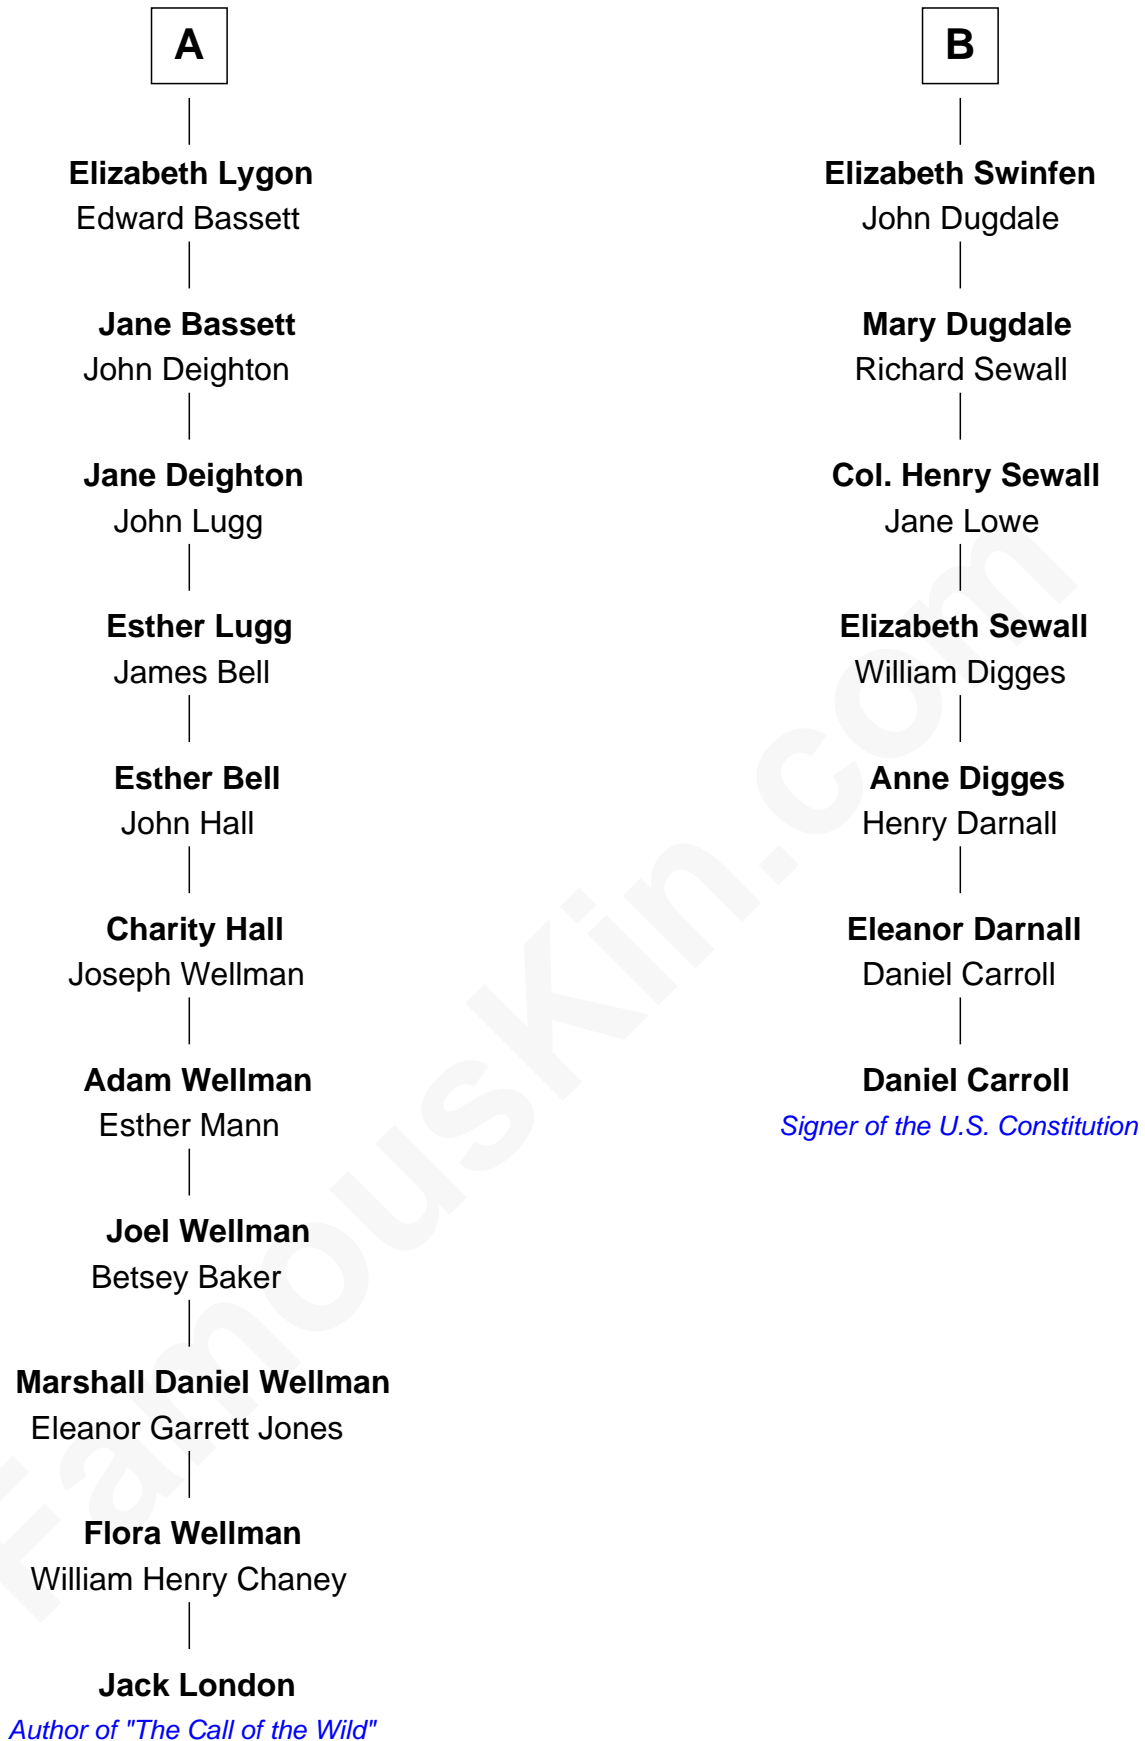 A
Elizabeth Lygon
Edward Bassett
Jane Bassett
John Deighton
Jane Deighton
John Lugg
Esther Lugg
James Bell
Esther Bell
John Hall
Charity Hall
Joseph Wellman
Adam Wellman
Esther Mann
Joel Wellman
Betsey Baker
Marshall Daniel Wellman
Eleanor Garrett Jones
Flora Wellman
William Henry Chaney
Jack London
Author of "The Call of the Wild"
B
Elizabeth Swinfen
John Dugdale
Mary Dugdale
Richard Sewall
Col. Henry Sewall
Jane Lowe
Elizabeth Sewall
William Digges
Anne Digges
Henry Darnall
Eleanor Darnall
Daniel Carroll
Daniel Carroll
Signer of the U.S. Constitution
FamousKin.com